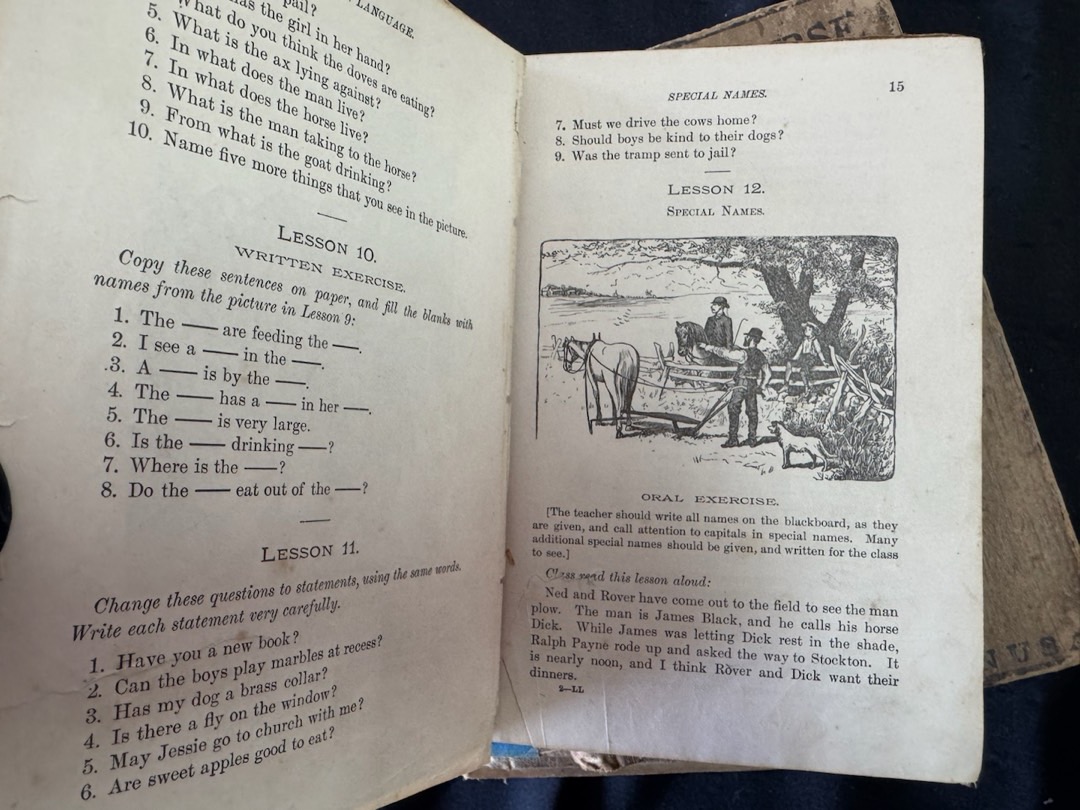 LANGUAGE.
pail?
the girl in her hand?
What do you think the doves are eating?
5. What is the ax lying against?
6. In what does the man live?
7. In what does the horse live?
8. What is the man taking to the horse?
9. From what is the goat drinking?
10. Name five more things that you see in the picture.
LESSON 10.
WRITTEN EXERCISE.
Copy these sentences on paper, and fill the blanks with
names from the picture in Lesson 9:
1. The —— are feeding the ——.
2. I see a —— in the ——.
.3. A —— is by the ——.
4. The —— has a —— in her ——.
5. The —— is very large.
6. Is the —— drinking ——?
7. Where is the ——?
8. Do the —— eat out of the ——?
LESSON 11.
Change these questions to statements, using the same words.
Write each statement very carefully.
1. Have you a new book?
2. Can the boys play marbles at recess?
3. Has my dog a brass collar?
4. Is there a fly on the window?
5. May Jessie go to church with me?
6. Are sweet apples good to eat?
SPECIAL NAMES. 15
7. Must we drive the cows home?
8. Should boys be kind to their dogs?
9. Was the tramp sent to jail?
LESSON 12.
SPECIAL NAMES.
ORAL EXERCISE.
[The teacher should write all names on the blackboard, as they
are given, and call attention to capitals in special names. Many
additional special names should be given, and written for the class
to see.]
Class read this lesson aloud:
Ned and Rover have come out to the field to see the man
plow. The man is James Black, and he calls his horse
Dick. While James was letting Dick rest in the shade,
Ralph Payne rode up and asked the way to Stockton. It
is nearly noon, and I think Rover and Dick want their
dinners.
2—LL